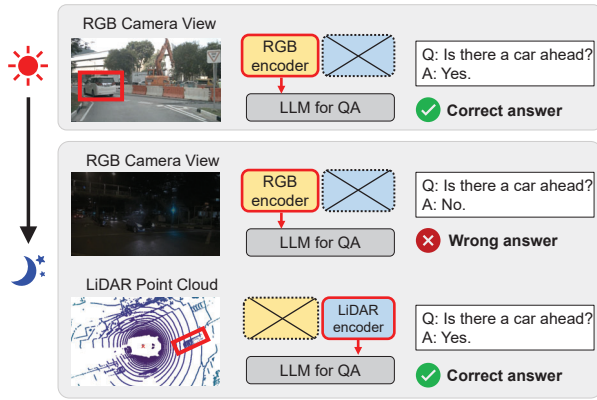 RGB Camera View
RGB
encoder
LLM for QA
Q: Is there a car ahead?
A: Yes.
Correct answer
RGB Camera View
RGB
encoder
LLM for QA
Q: Is there a car ahead?
A: No.
Wrong answer
LiDAR Point Cloud
LiDAR
encoder
LLM for QA
Q: Is there a car ahead?
A: Yes.
Correct answer